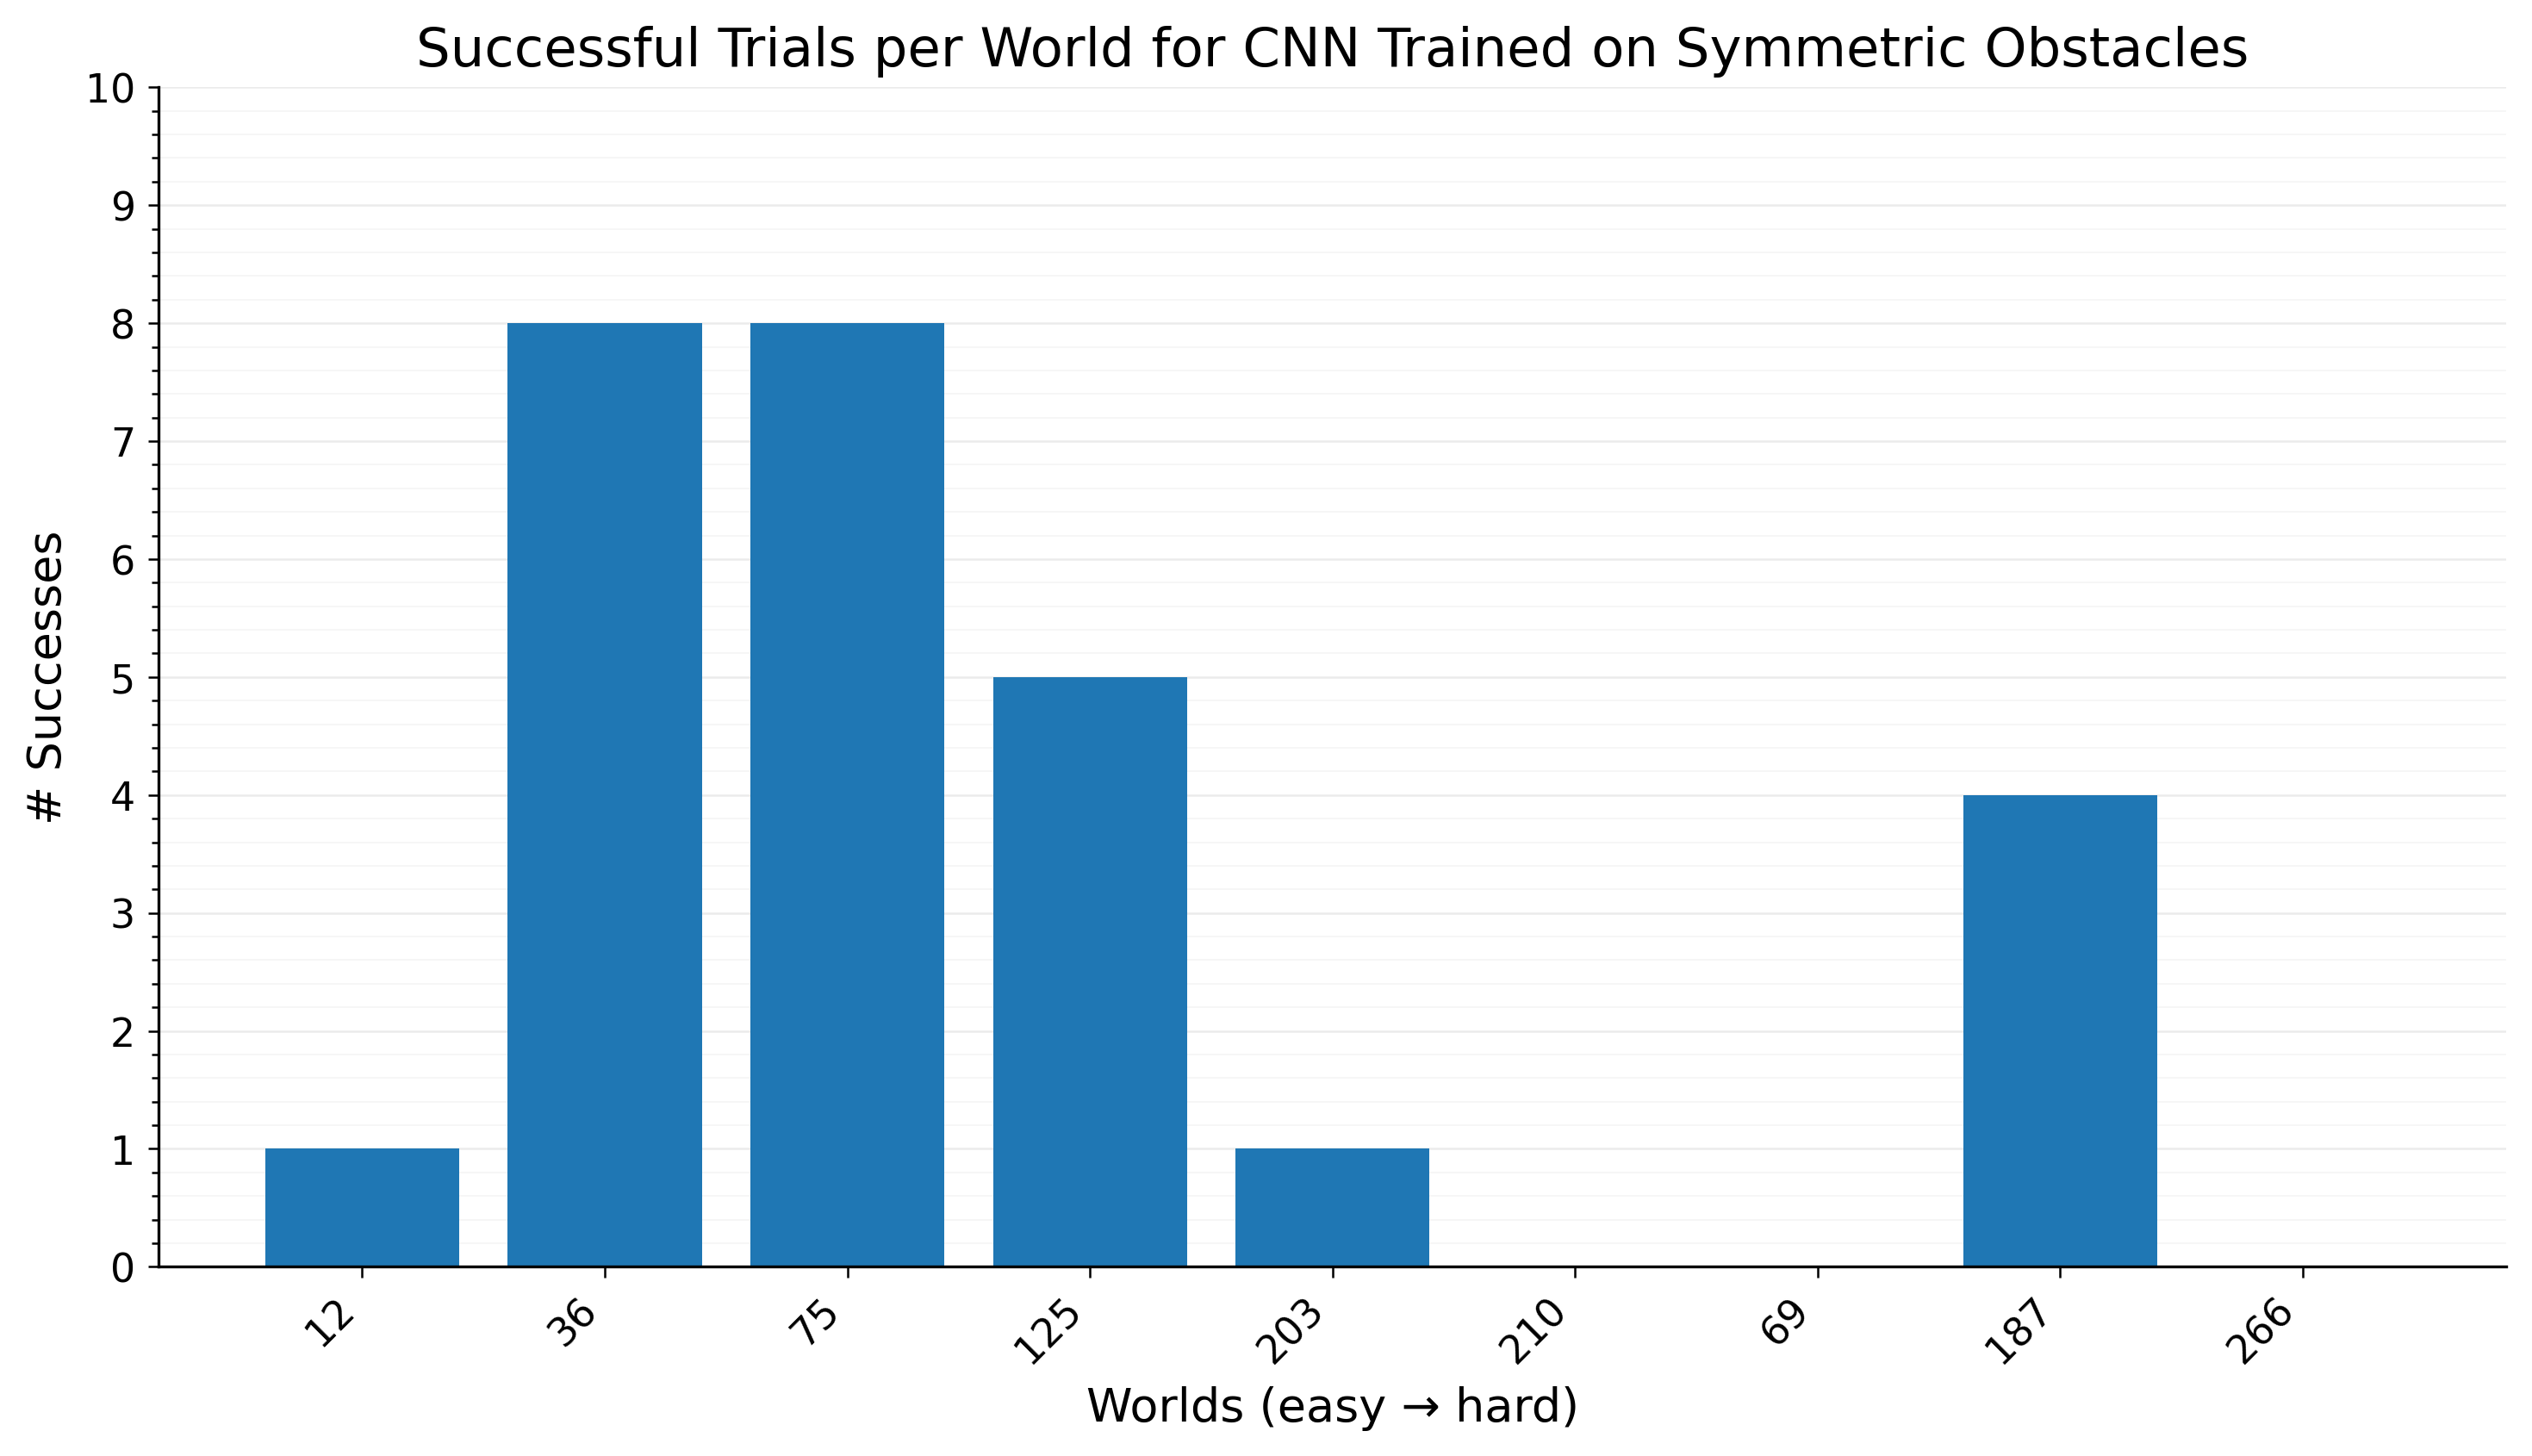 Successful Trials per World for CNN Trained on Symmetric Obstacles
10
9
8
7
6
5
4
3
2
1
0
# Successes
12 36 75 125 203 210 69 187 266
Worlds (easy → hard)